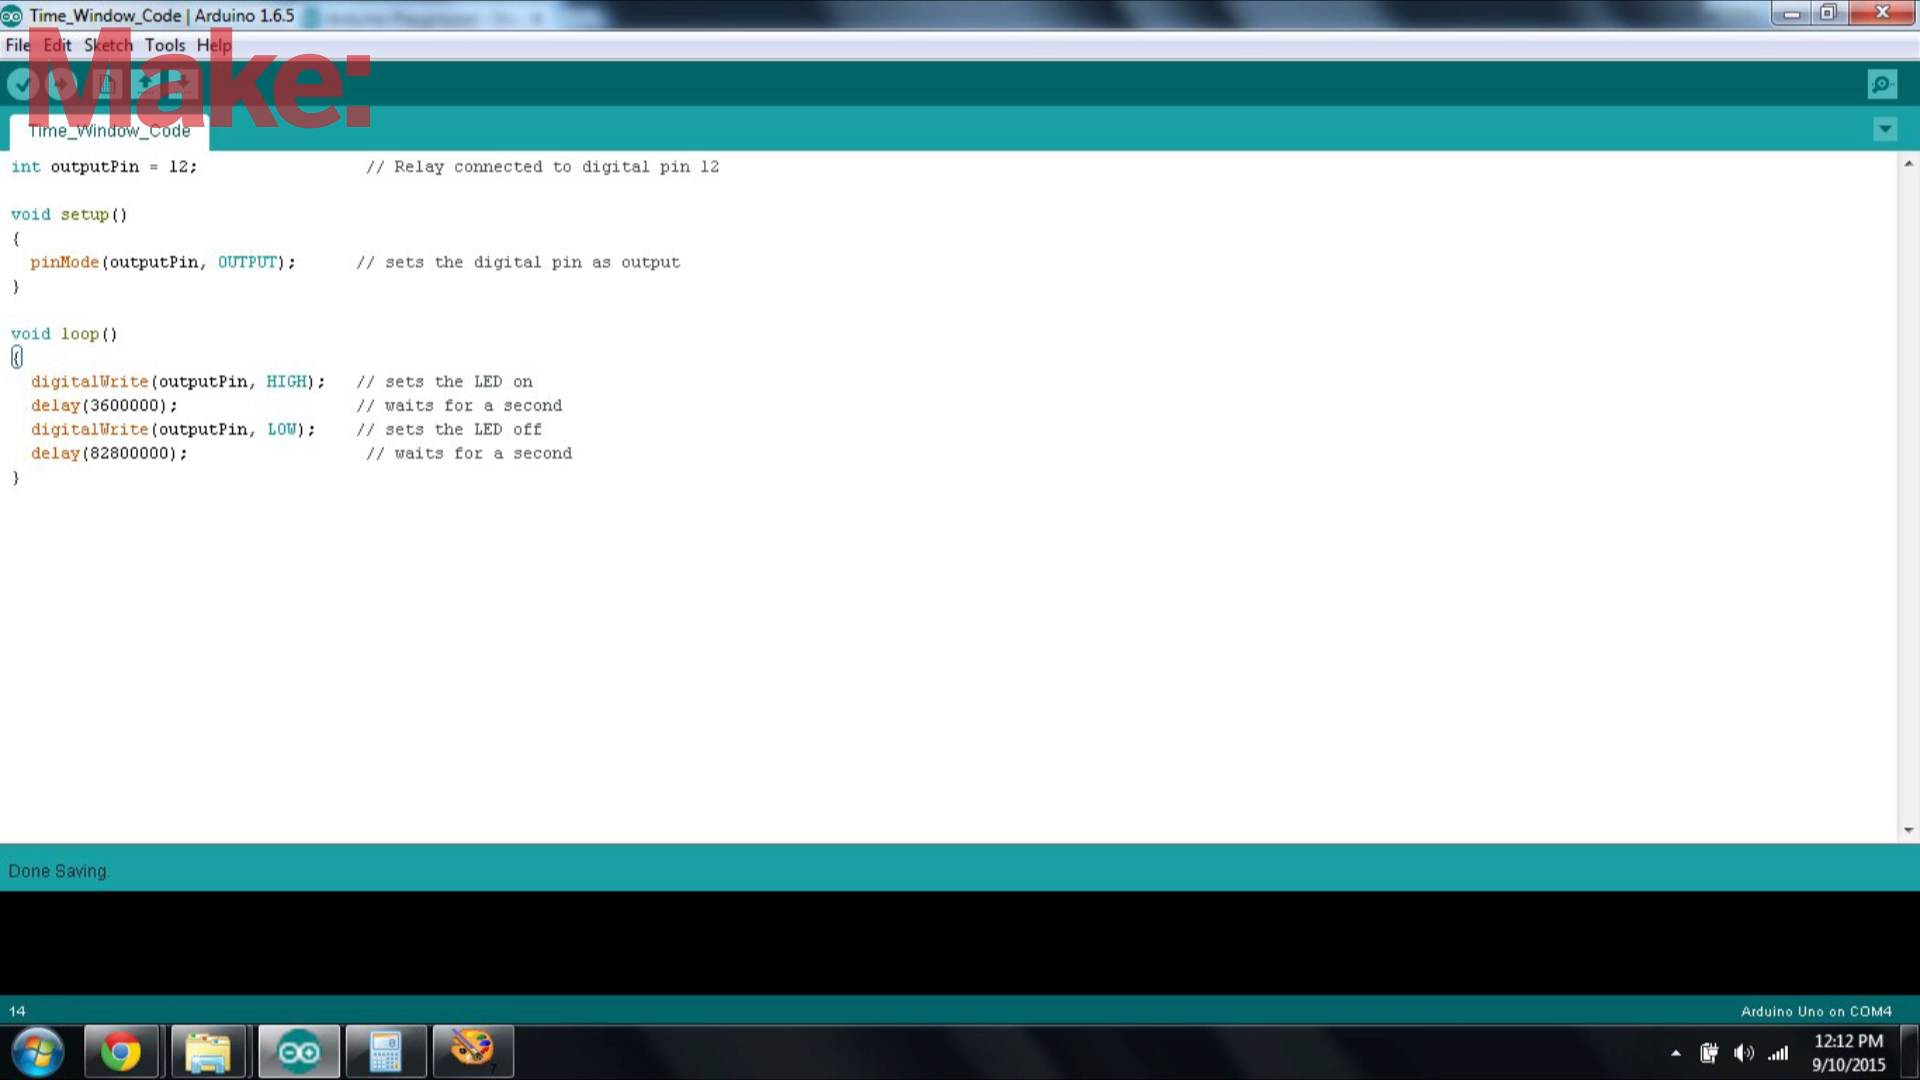 Time_Window_Code | Arduino 1.6.5
File Edit Sketch Tools Help
Make:
Time_Window_Code
int outputPin = 12;                 // Relay connected to digital pin 12
void setup()
{
  pinMode(outputPin, OUTPUT);      // sets the digital pin as output
}
void loop()
{
  digitalWrite(outputPin, HIGH);   // sets the LED on
  delay(3600000);                  // waits for a second
  digitalWrite(outputPin, LOW);    // sets the LED off
  delay(82800000);                  // waits for a second
}
Done Saving.
14
Arduino Uno on COM4
12:12 PM
9/10/2015